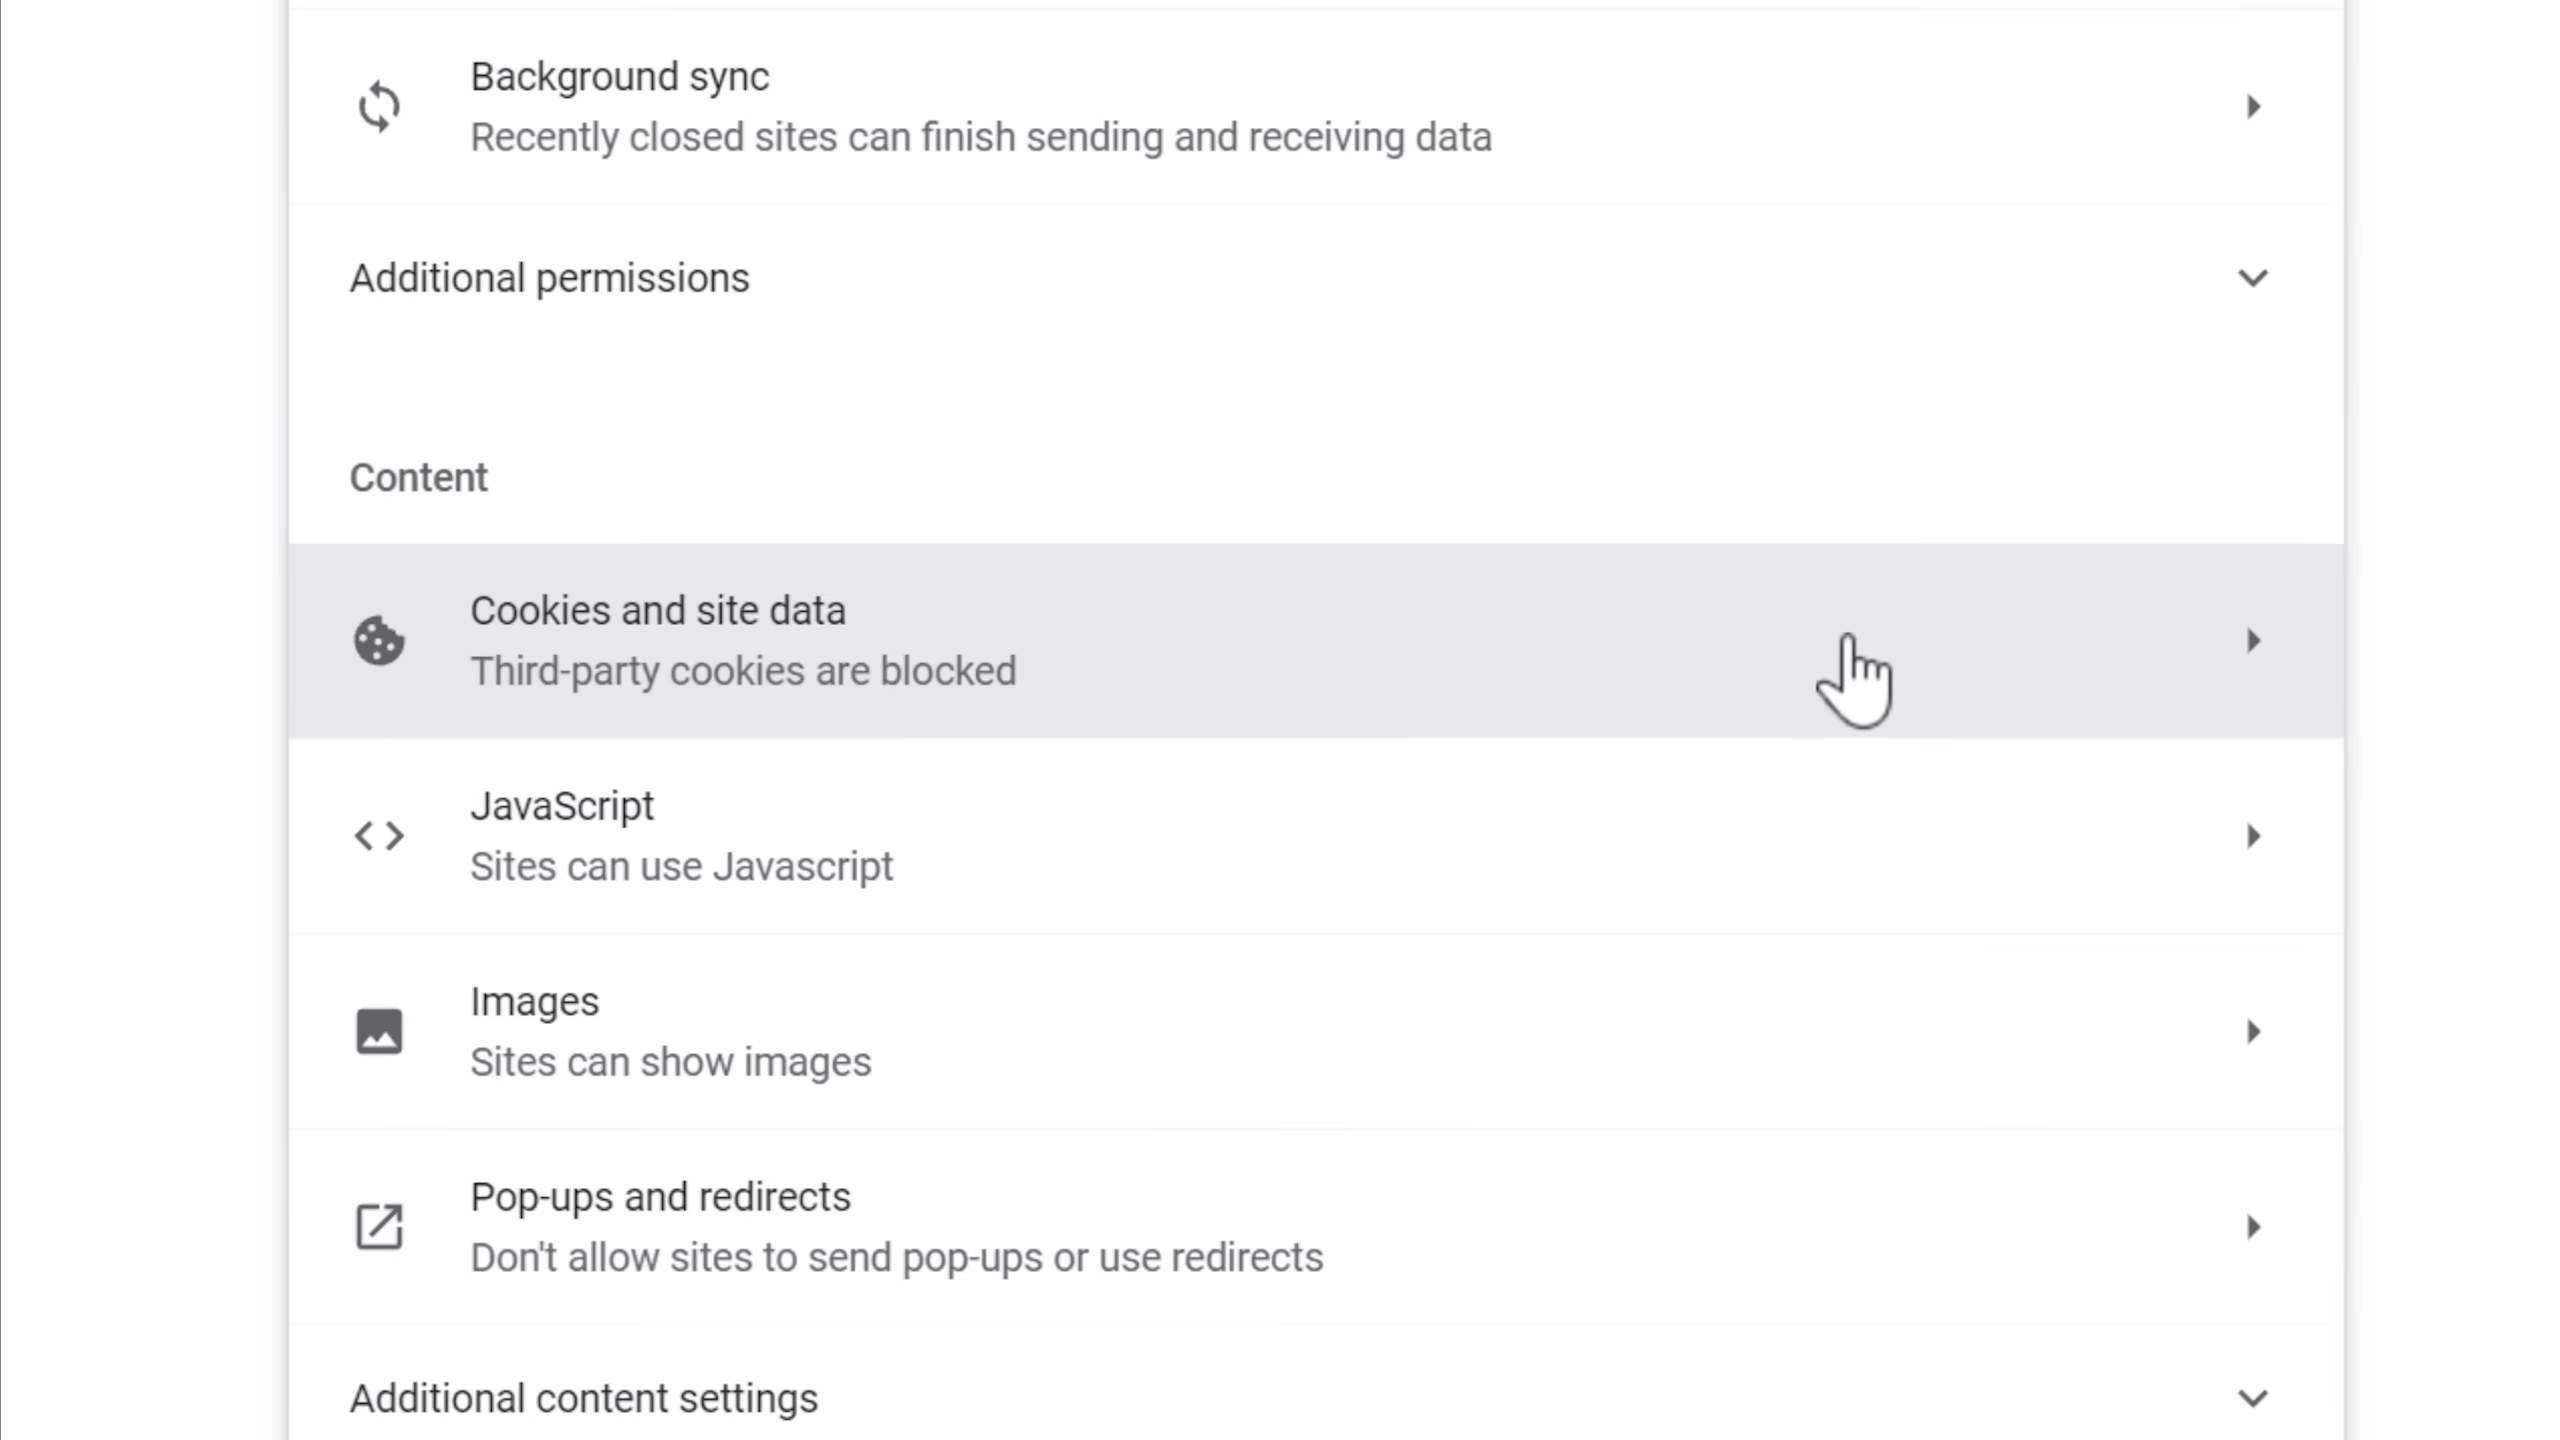 Background sync
Recently closed sites can finish sending and receiving data
Additional permissions
Content
Cookies and site data
Third-party cookies are blocked
JavaScript
Sites can use Javascript
Images
Sites can show images
Pop-ups and redirects
Don't allow sites to send pop-ups or use redirects
Additional content settings